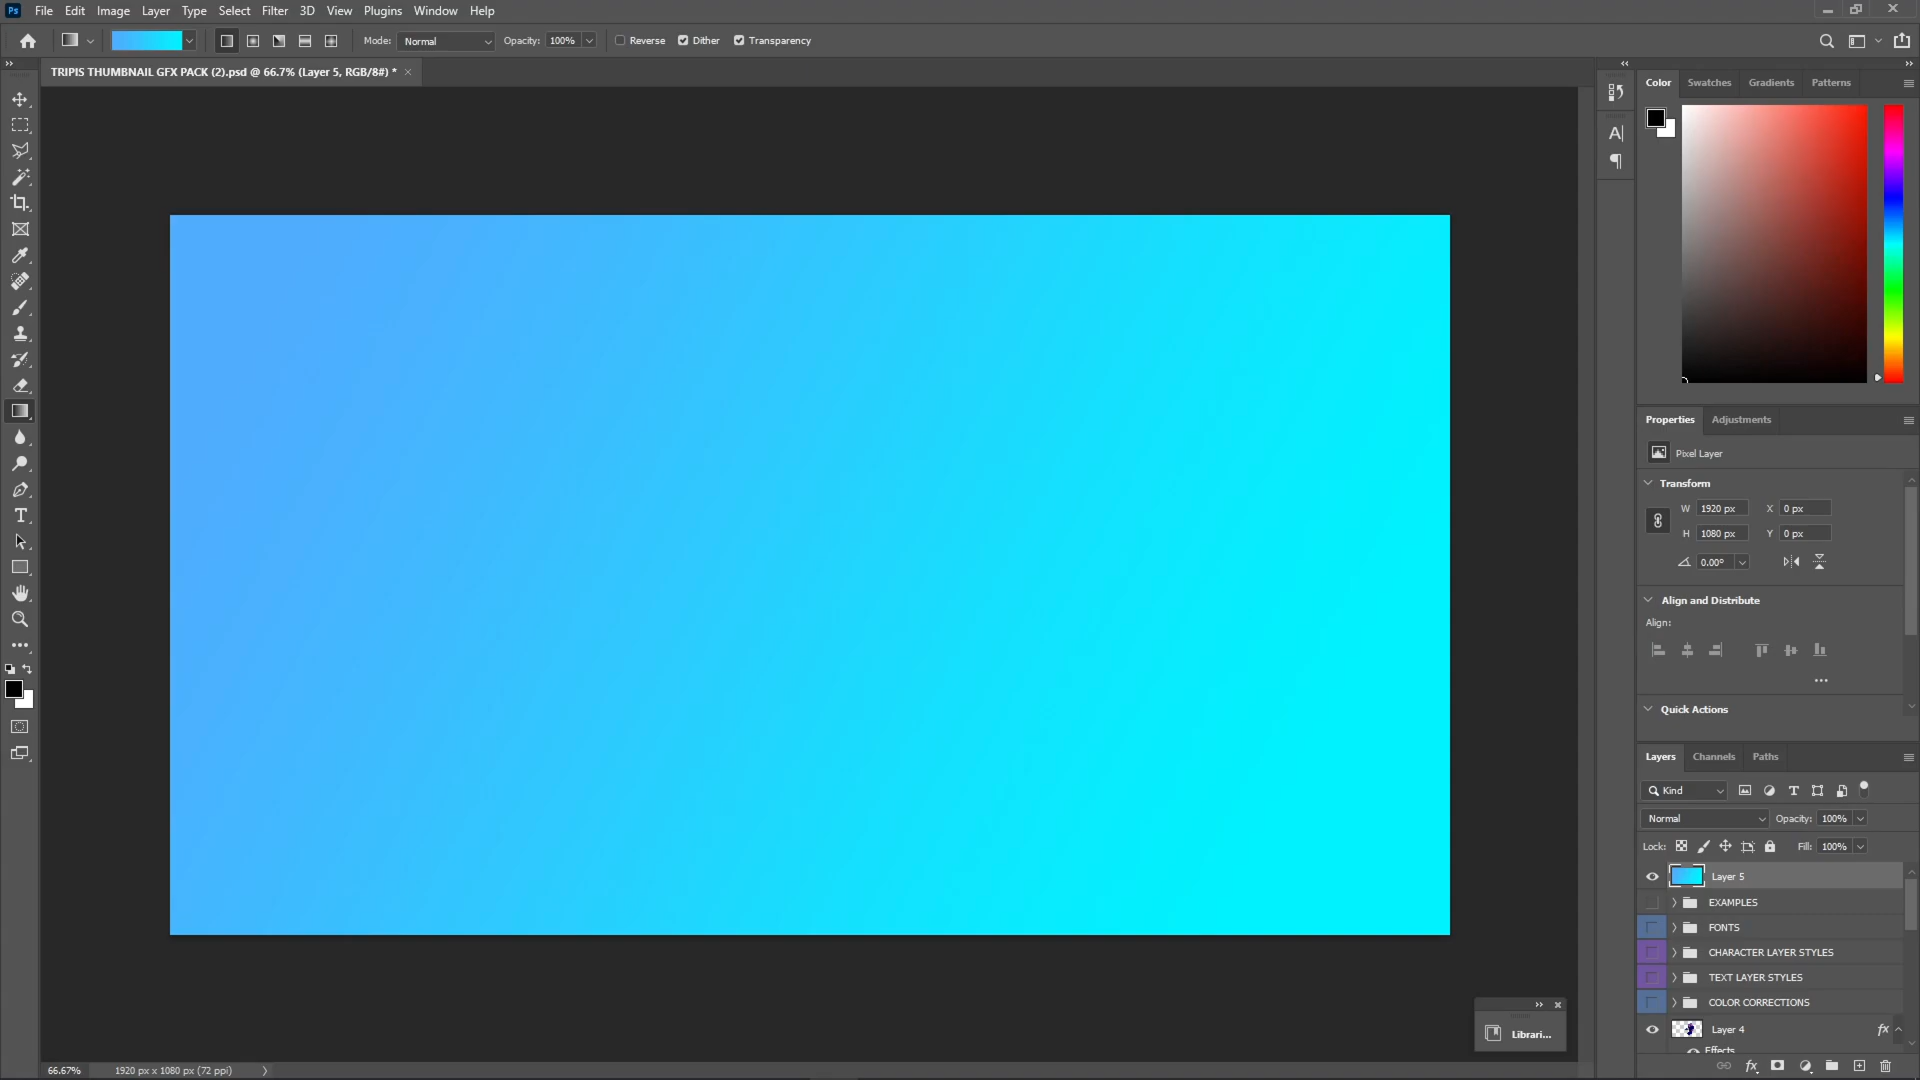 Ps File Edit Image Layer Type Select Filter 3D View Plugins Window Help
Mode: Normal Opacity: 100% Reverse Dither Transparency
TRIPIS THUMBNAIL GFX PACK (2).psd @ 66.7% (Layer 5, RGB/8#) * ×
Color Swatches Gradients Patterns
Properties Adjustments
Pixel Layer
Transform
W 1920 px X 0 px
H 1080 px Y 0 px
0.00°
Align and Distribute
Align:
Quick Actions
Layers Channels Paths
Kind
Normal Opacity: 100%
Lock: Fill: 100%
Layer 5
EXAMPLES
FONTS
CHARACTER LAYER STYLES
TEXT LAYER STYLES
COLOR CORRECTIONS
Layer 4 fx
Effects
Librari...
66.67% 1920 px x 1080 px (72 ppi)